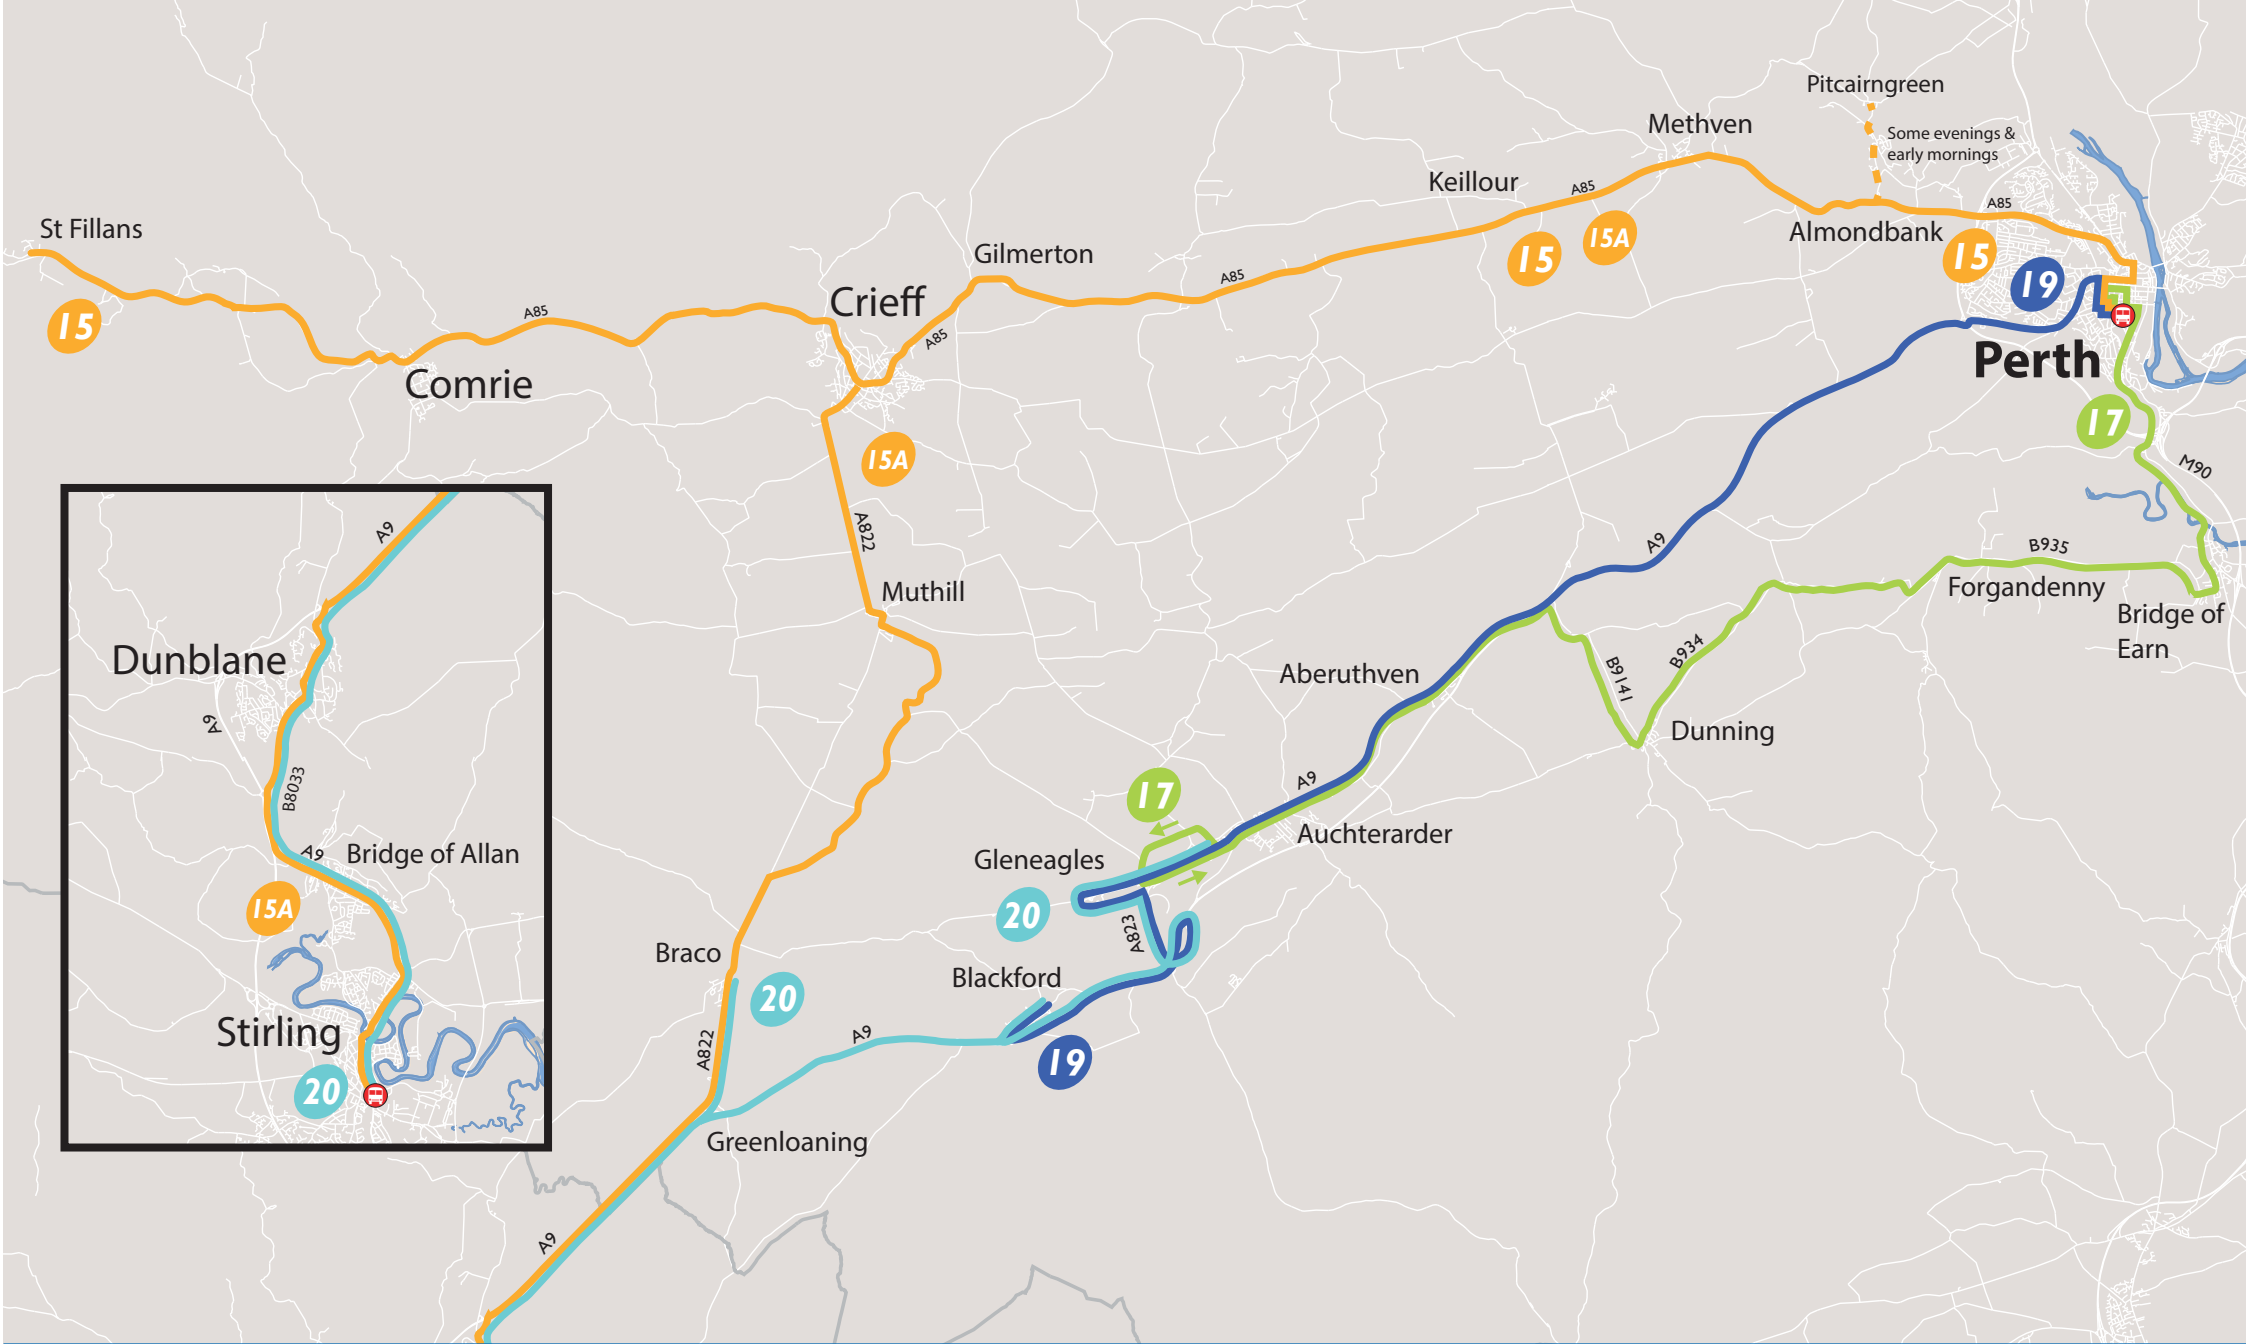 Pitcairngreen
Some evenings &
early mornings
Methven
Keillour
A85
15A
15
A85
Almondbank
15
19
Perth
17
M90
St Fillans
15
A85
Comrie
Crieff
Gilmerton
A85
A85
15A
A822
Muthill
A9
B935
Forgandenny
Bridge of
Earn
B934
B9141
Dunning
Aberuthven
A9
Auchterarder
17
Gleneagles
20
A823
Blackford
19
A9
Braco
20
A822
Greenloaning
A9
A9
Dunblane
A9
B8033
A9
Bridge of Allan
15A
Stirling
20